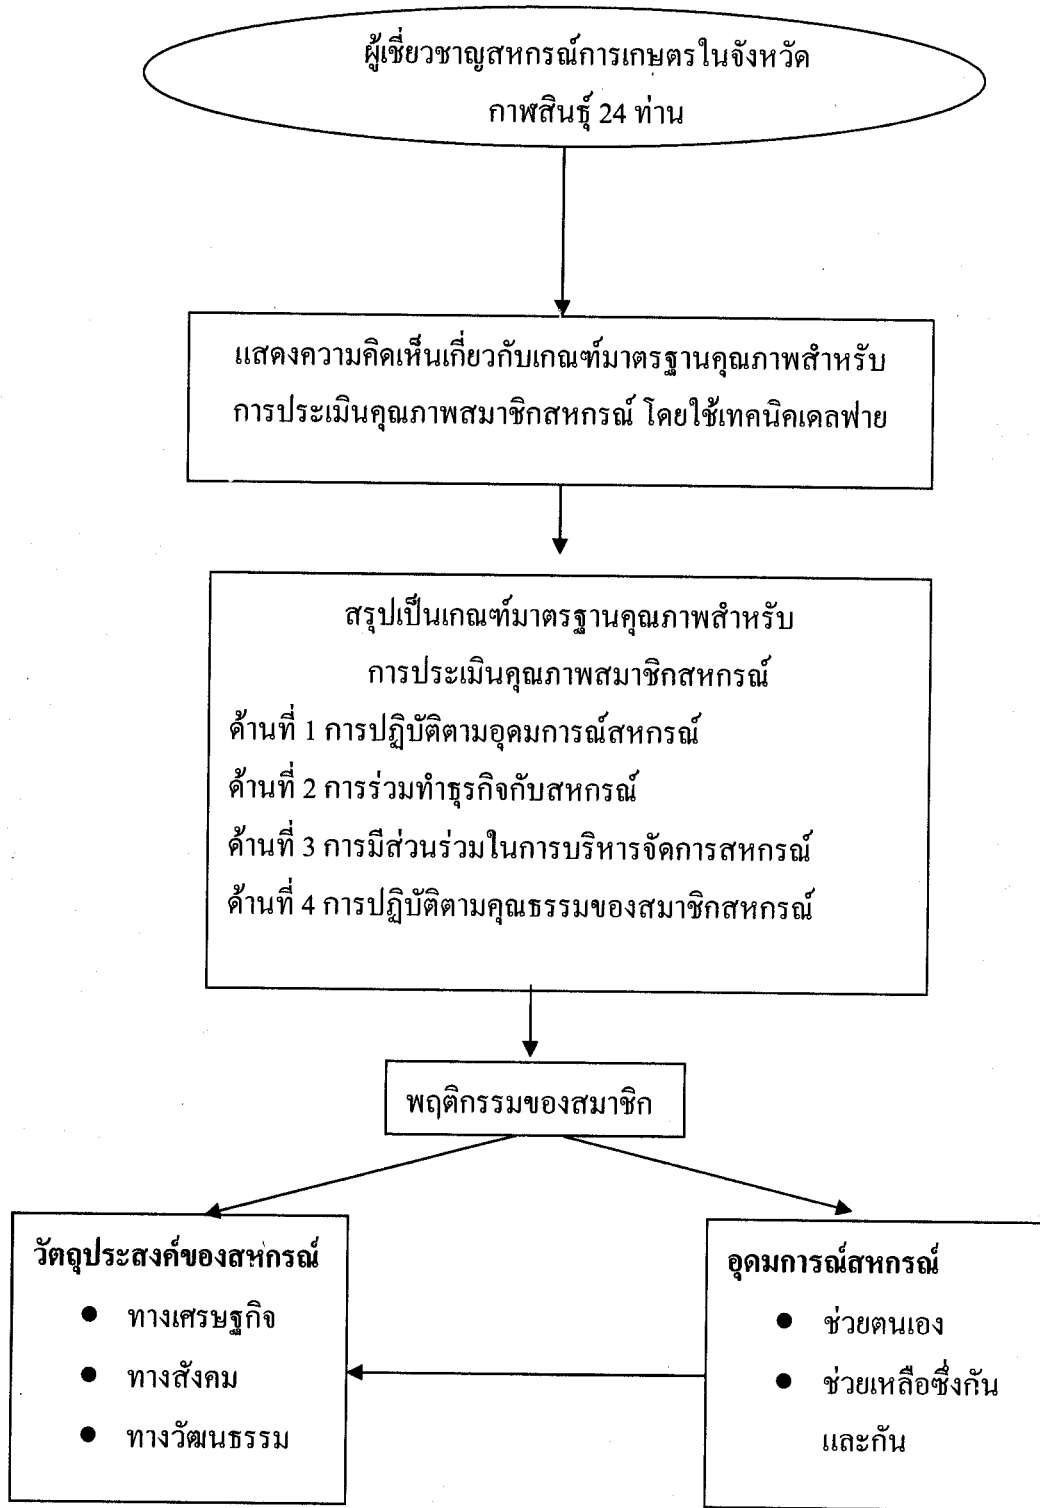 ผู้เชี่ยวชาญสหกรณ์การเกษตรในจังหวัด
กาฬสินธุ์ 24 ท่าน
แสดงความคิดเห็นเกี่ยวกับเกณฑ์มาตรฐานคุณภาพสำหรับ
การประเมินคุณภาพสมาชิกสหกรณ์ โดยใช้เทคนิคเดลฟาย
สรุปเป็นเกณฑ์มาตรฐานคุณภาพสำหรับ
การประเมินคุณภาพสมาชิกสหกรณ์
ด้านที่ 1 การปฏิบัติตามอุดมการณ์สหกรณ์
ด้านที่ 2 การร่วมทำธุรกิจกับสหกรณ์
ด้านที่ 3 การมีส่วนร่วมในการบริหารจัดการสหกรณ์
ด้านที่ 4 การปฏิบัติตามคุณธรรมของสมาชิกสหกรณ์
พฤติกรรมของสมาชิก
วัตถุประสงค์ของสหกรณ์
● ทางเศรษฐกิจ
● ทางสังคม
● ทางวัฒนธรรม
อุดมการณ์สหกรณ์
● ช่วยตนเอง
● ช่วยเหลือซึ่งกัน
และกัน